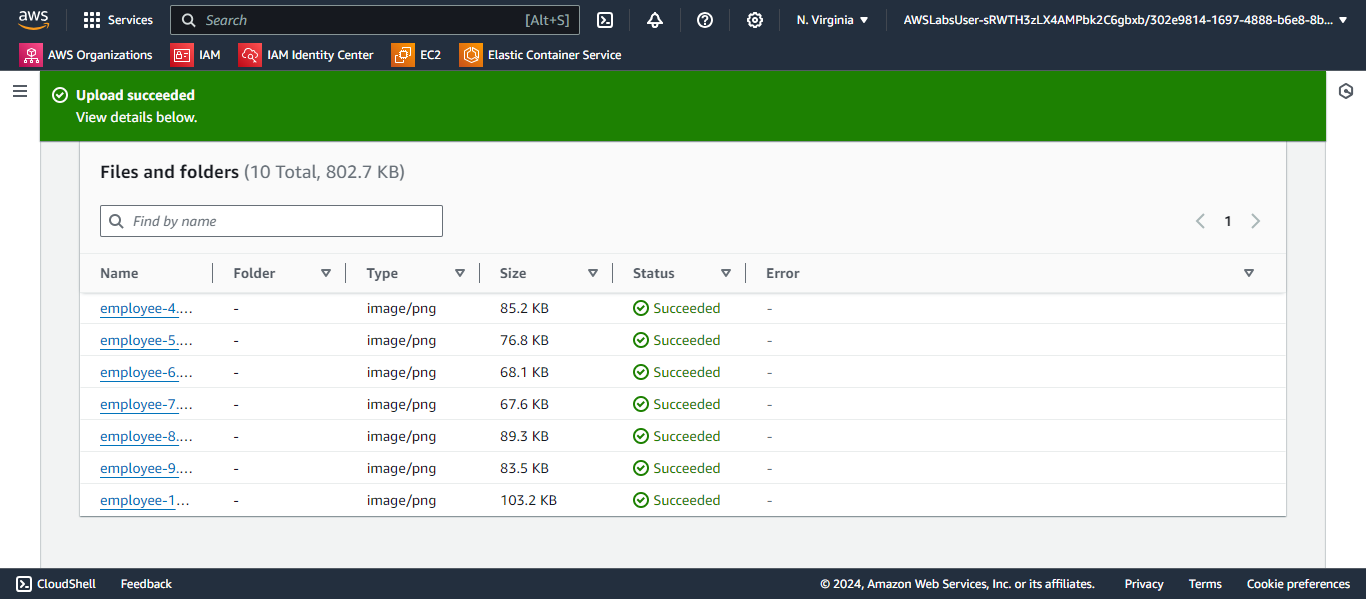 aws Services Search [Alt+S] N. Virginia AWSLabsUser-sRWTH3zLX4AMPbk2C6gbxb/302e9814-1697-4888-b6e8-8b...
AWS Organizations IAM IAM Identity Center EC2 Elastic Container Service
Upload succeeded
View details below.
Files and folders (10 Total, 802.7 KB)
Find by name 1
Name Folder Type Size Status Error
employee-4.... - image/png 85.2 KB Succeeded -
employee-5.... - image/png 76.8 KB Succeeded -
employee-6.... - image/png 68.1 KB Succeeded -
employee-7.... - image/png 67.6 KB Succeeded -
employee-8.... - image/png 89.3 KB Succeeded -
employee-9.... - image/png 83.5 KB Succeeded -
employee-1... - image/png 103.2 KB Succeeded -
CloudShell Feedback © 2024, Amazon Web Services, Inc. or its affiliates. Privacy Terms Cookie preferences